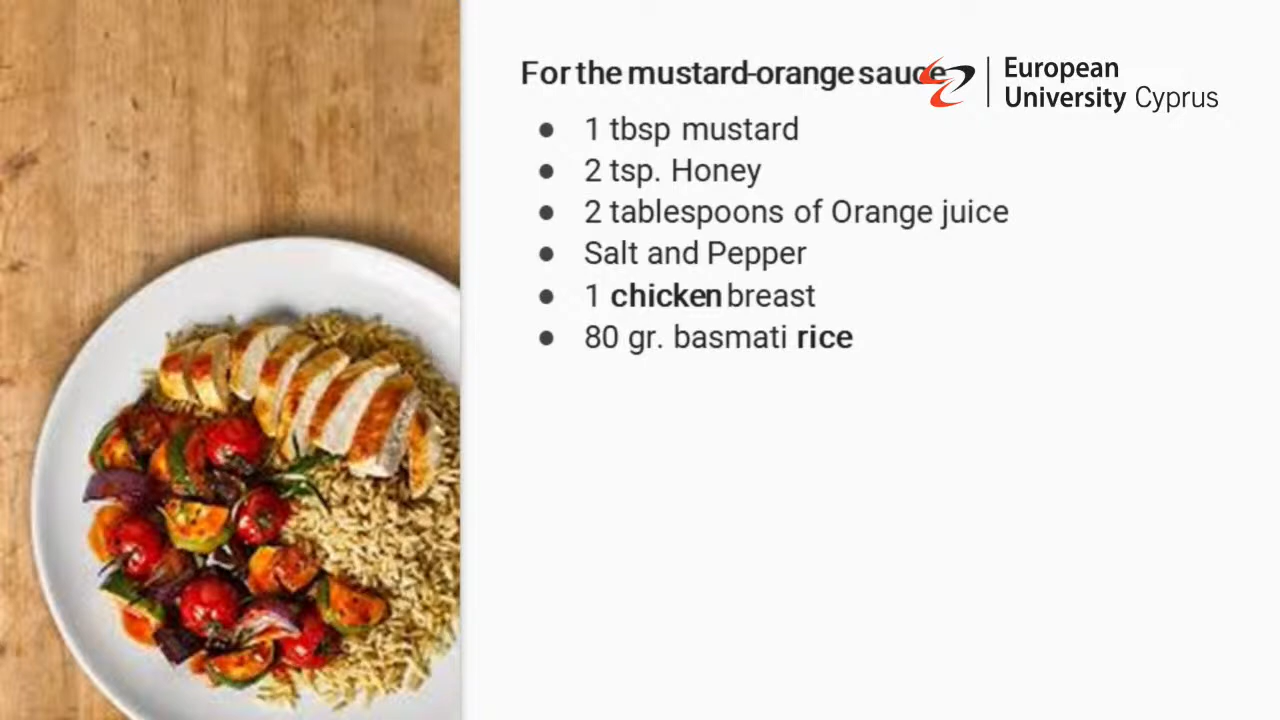 For the mustard-orange sauce
European
University Cyprus
● 1 tbsp mustard
● 2 tsp. Honey
● 2 tablespoons of Orange juice
● Salt and Pepper
● 1 chicken breast
● 80 gr. basmati rice